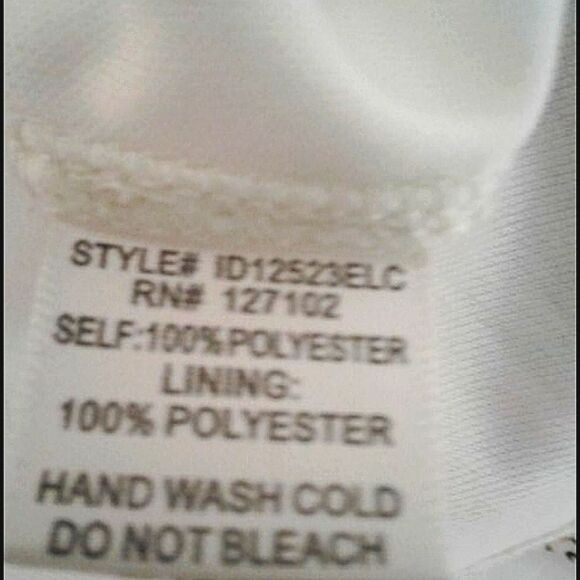 STYLE# ID12523ELC
RN# 127102
SELF:100%POLYESTER
LINING:
100% POLYESTER
HAND WASH COLD
DO NOT BLEACH